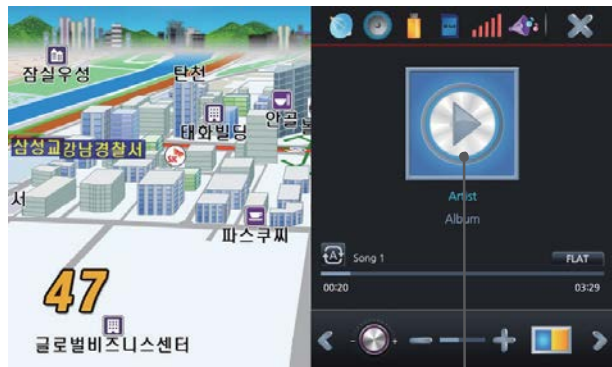 잠실우성
탄천
안골
태화빌딩
삼성교
강남경찰서
SK
서
파스쿠찌
47
글로벌비즈니스센터
Artist
Album
A
Song 1
FLAT
00:20
03:29